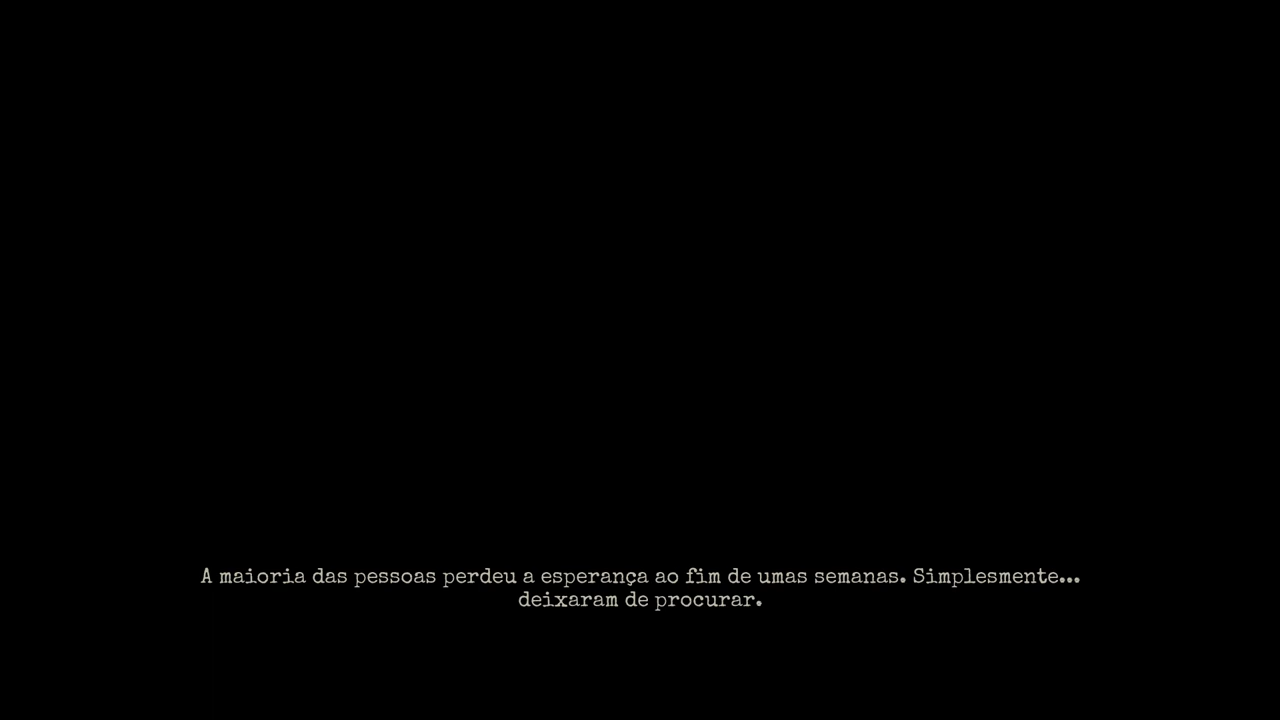 A maioria das pessoas perdeu a esperança ao fim de umas semanas. Simplesmente...
deixaram de procurar.